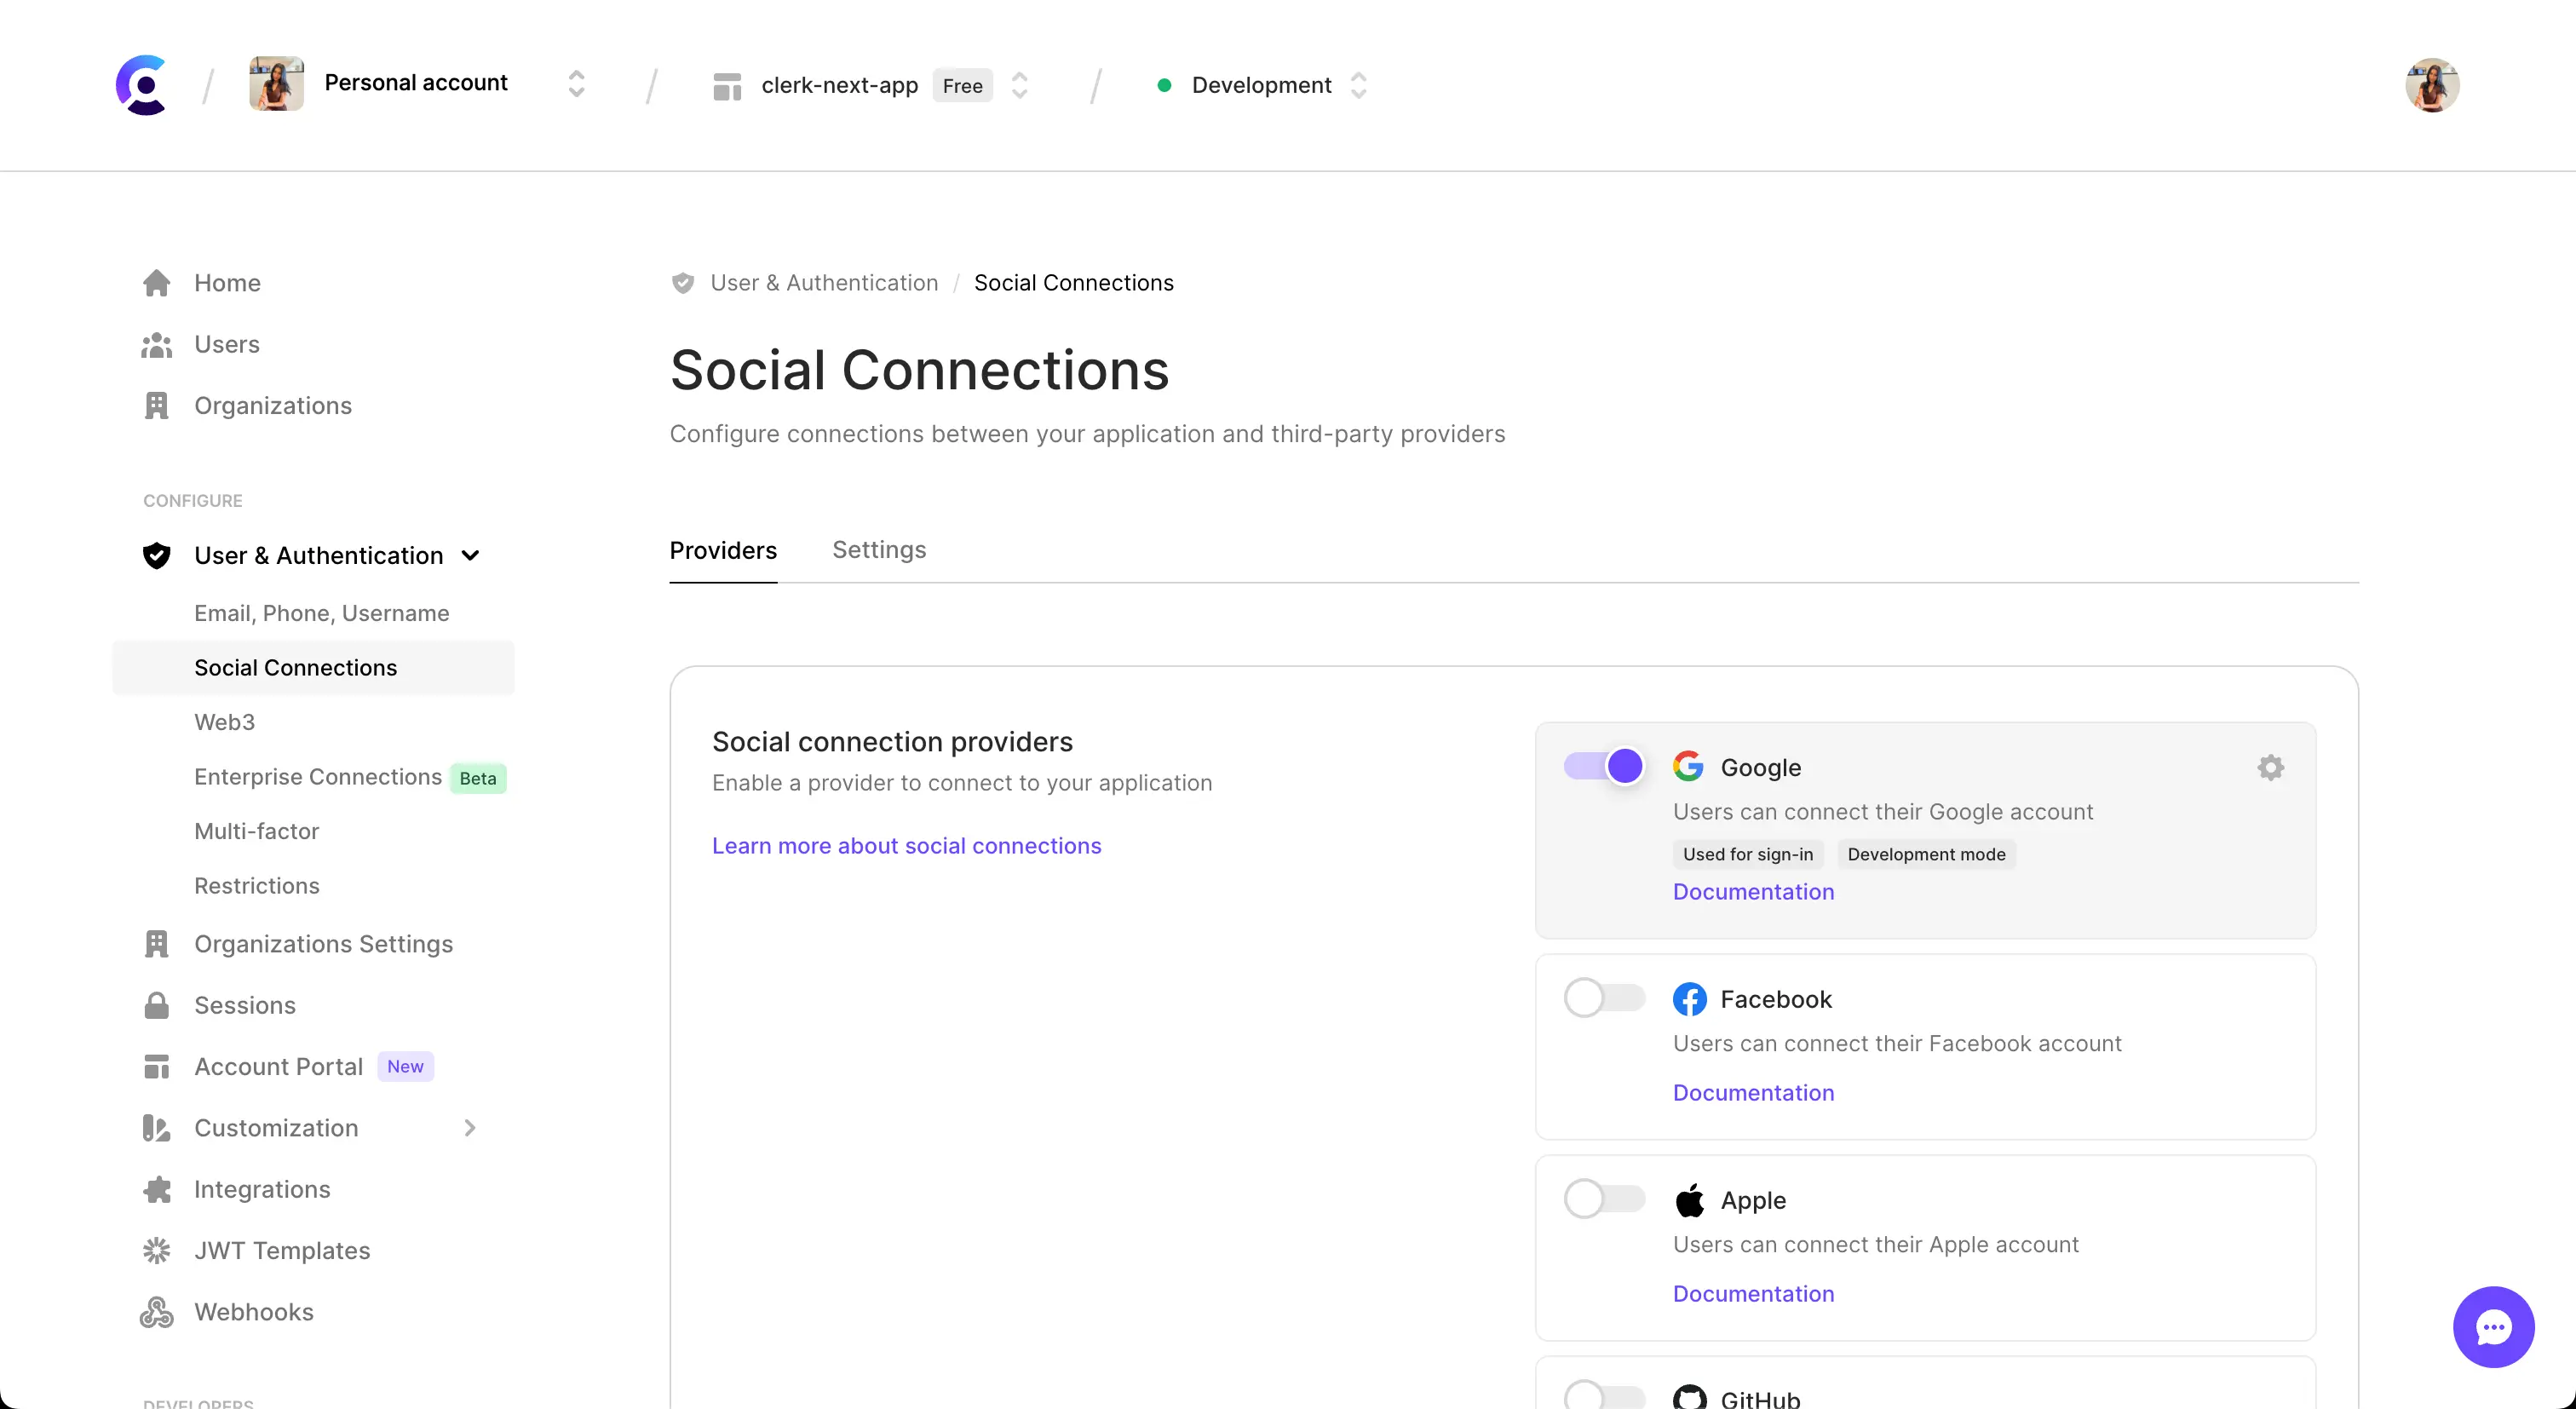 Personal account
clerk-next-app Free
Development
Home
Users
Organizations
CONFIGURE
User & Authentication
Email, Phone, Username
Social Connections
Web3
Enterprise Connections Beta
Multi-factor
Restrictions
Organizations Settings
Sessions
Account Portal New
Customization
Integrations
JWT Templates
Webhooks
DEVELOPERS
User & Authentication / Social Connections
Social Connections
Configure connections between your application and third-party providers
Providers
Settings
Social connection providers
Enable a provider to connect to your application
Learn more about social connections
Google
Users can connect their Google account
Used for sign-in
Development mode
Documentation
Facebook
Users can connect their Facebook account
Documentation
Apple
Users can connect their Apple account
Documentation
GitHub